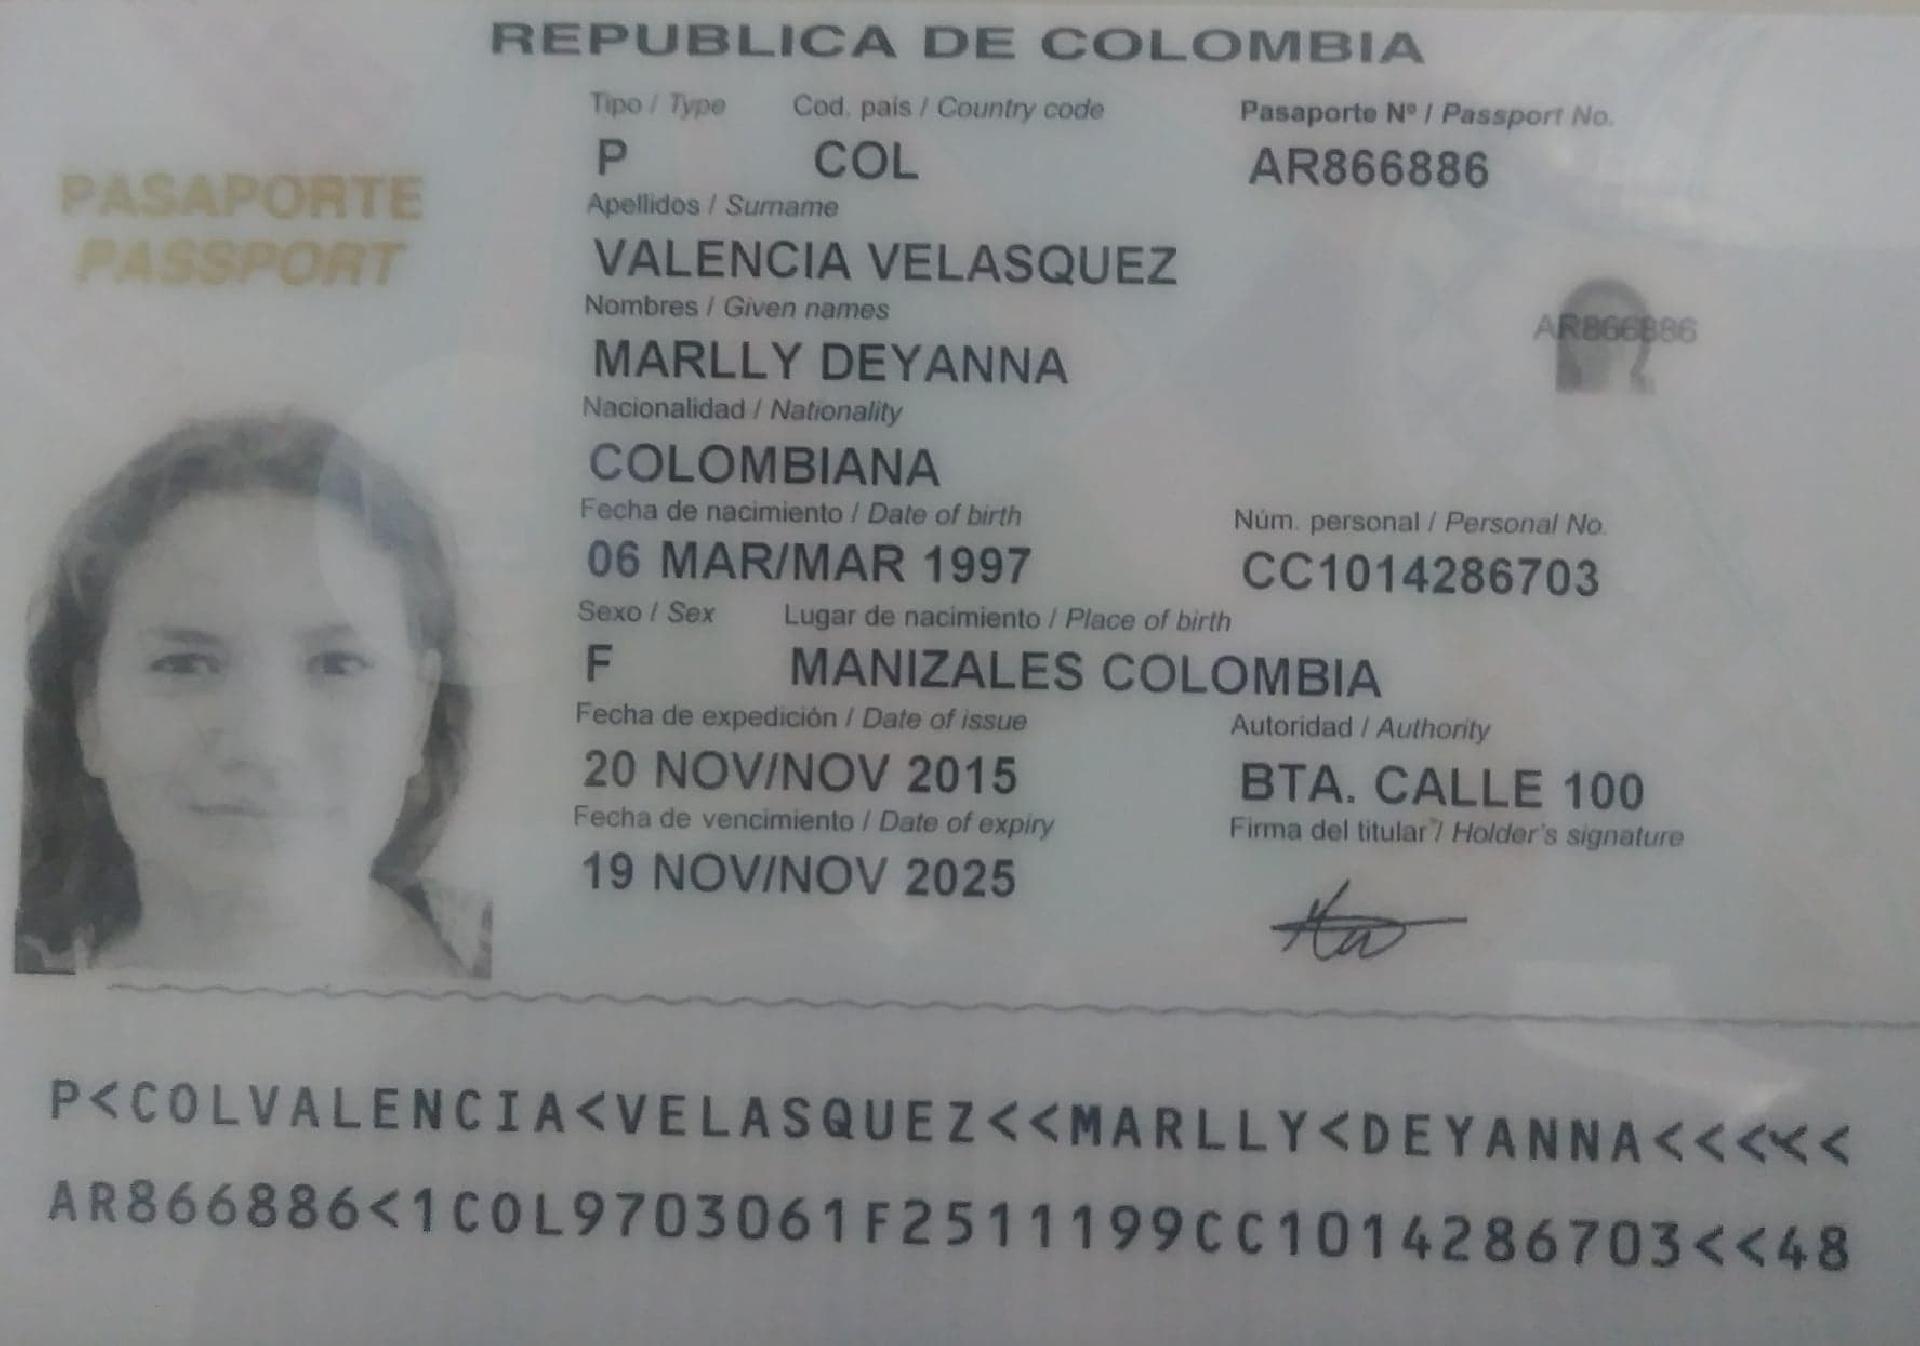 REPUBLICA DE COLOMBIA
PASAPORTE
PASSPORT
Tipo / Type Cod. país / Country code Pasaporte Nº / Passport No.
P COL AR866886
Apellidos / Surname
VALENCIA VELASQUEZ
Nombres / Given names
AR866886
MARLLY DEYANNA
Nacionalidad / Nationality
COLOMBIANA
Fecha de nacimiento / Date of birth Núm. personal / Personal No.
06 MAR/MAR 1997 CC1014286703
Sexo / Sex Lugar de nacimiento / Place of birth
F MANIZALES COLOMBIA
Fecha de expedición / Date of issue Autoridad / Authority
20 NOV/NOV 2015 BTA. CALLE 100
Fecha de vencimiento / Date of expiry Firma del titular / Holder's signature
19 NOV/NOV 2025
P<COLVALENCIA<VELASQUEZ<<MARLLY<DEYANNA<<<<<
AR866886<1COL9703061F2511199CC1014286703<<48